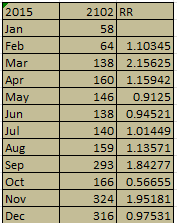 2015 2102 RR
Jan 58
Feb 64 1.10345
Mar 138 2.15625
Apr 160 1.15942
May 146 0.9125
Jun 138 0.94521
Jul 140 1.01449
Aug 159 1.13571
Sep 293 1.84277
Oct 166 0.56655
Nov 324 1.95181
Dec 316 0.97531